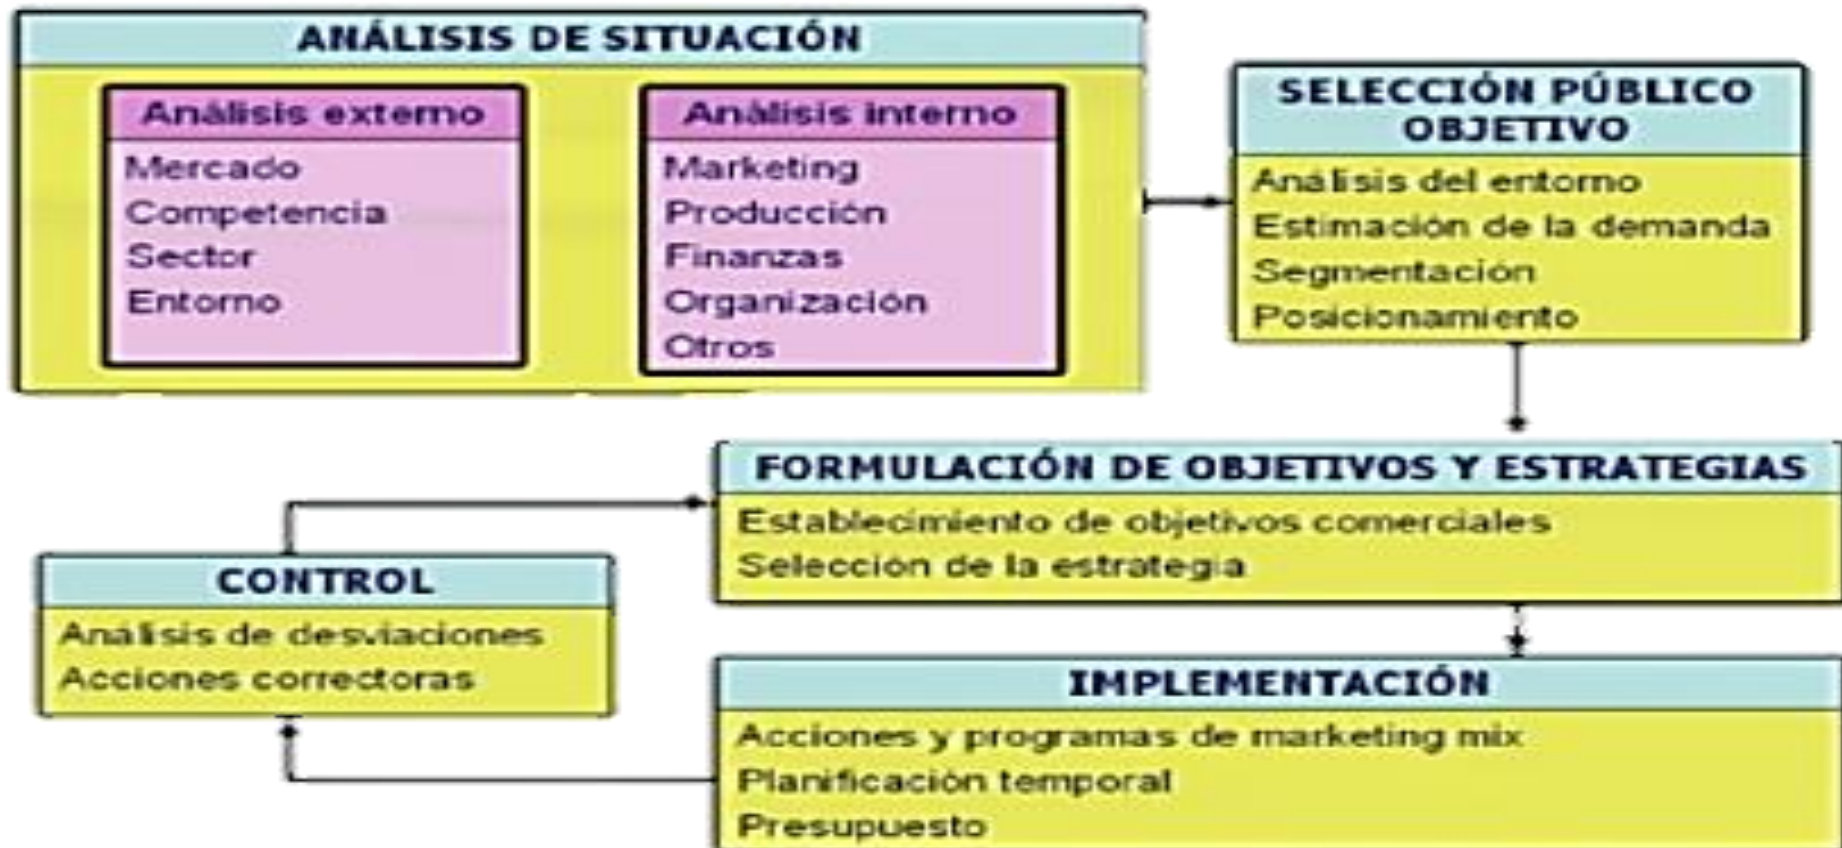 ANÁLISIS DE SITUACIÓN
Análisis externo
Mercado
Competencia
Sector
Entorno
Análisis interno
Marketing
Producción
Finanzas
Organización
Otros
SELECCIÓN PÚBLICO
OBJETIVO
Análisis del entorno
Estimación de la demanda
Segmentación
Posicionamiento
FORMULACIÓN DE OBJETIVOS Y ESTRATEGIAS
Establecimiento de objetivos comerciales
Selección de la estrategia
CONTROL
Análisis de desviaciones
Acciones correctoras
IMPLEMENTACIÓN
Acciones y programas de marketing mix
Planificación temporal
Presupuesto